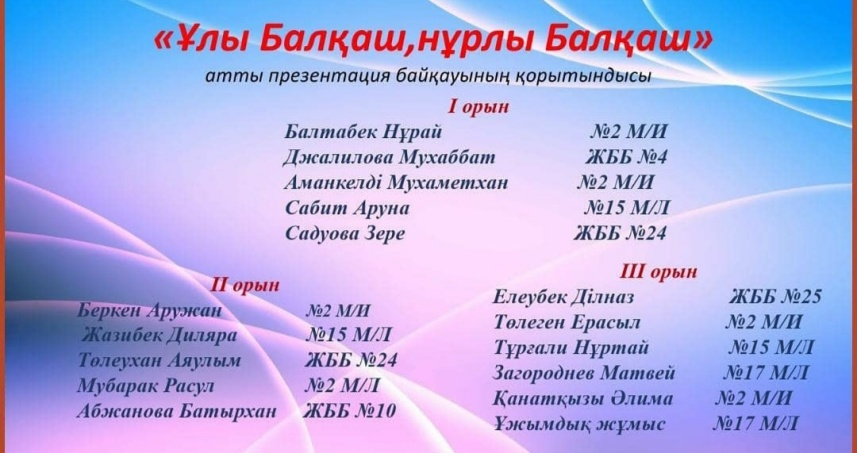 «Ұлы Балқаш,нұрлы Балқаш»
атты презентация байқауының қорытындысы
I орын
Балтабек Нұрай №2 М/И
Джалилова Мухаббат ЖББ №4
Аманкелді Мухаметхан №2 М/И
Сабит Аруна №15 М/Л
Садуова Зере ЖББ №24
II орын
Беркен Аружан №2 М/И
Жазибек Диляра №15 М/Л
Төлеухан Аяулым ЖББ №24
Мубарак Расул №2 М/Л
Абжанова Батырхан ЖББ №10
III орын
Елеубек Ділназ ЖББ №25
Төлеген Ерасыл №2 М/И
Тұрғали Нұртай №15 М/Л
Загороднев Матвей №17 М/Л
Қанатқызы Әлима №2 М/И
Ұжымдық жұмыс №17 М/Л